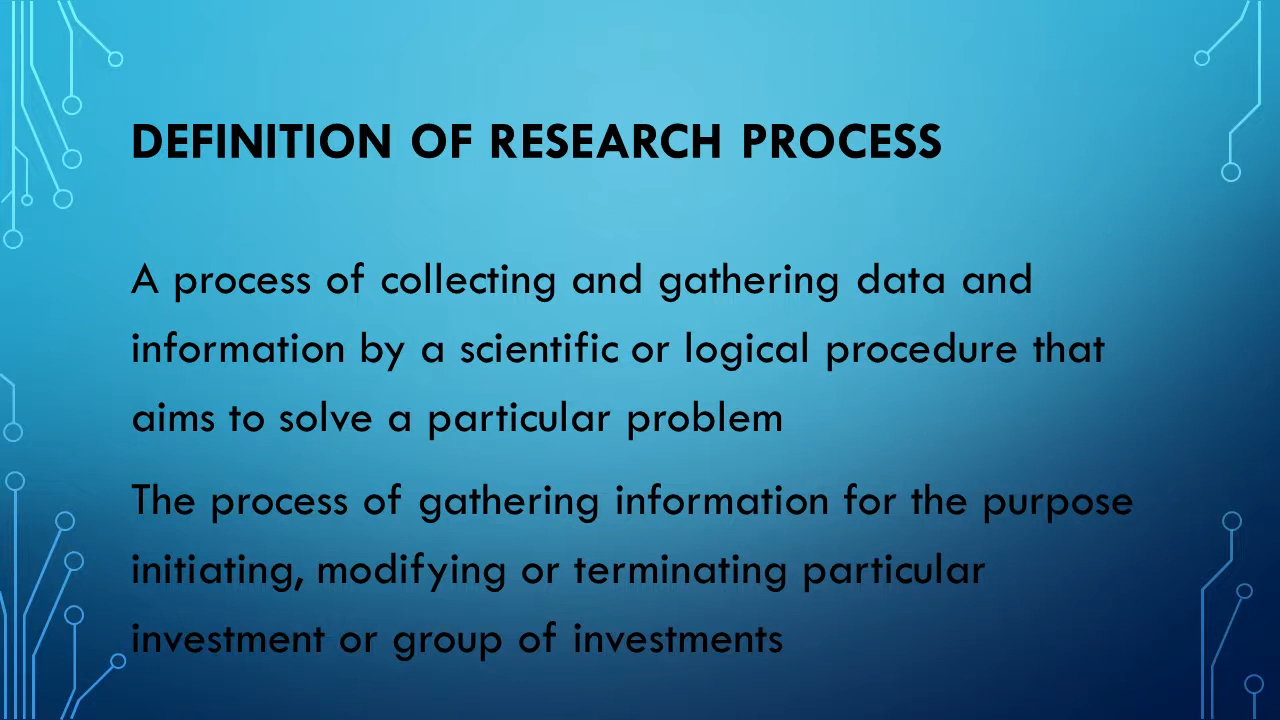 DEFINITION OF RESEARCH PROCESS
A process of collecting and gathering data and
information by a scientific or logical procedure that
aims to solve a particular problem
The process of gathering information for the purpose
initiating, modifying or terminating particular
investment or group of investments